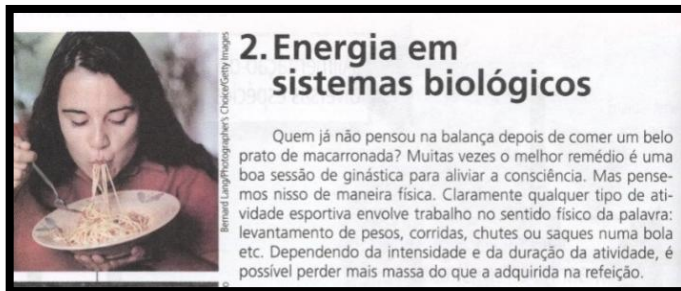 2. Energia em
sistemas biológicos
Bernard Lang/Photographer's Choice/Getty Images
Quem já não pensou na balança depois de comer um belo
prato de macarronada? Muitas vezes o melhor remédio é uma
boa sessão de ginástica para aliviar a consciência. Mas pense-
mos nisso de maneira física. Claramente qualquer tipo de ati-
vidade esportiva envolve trabalho no sentido físico da palavra:
levantamento de pesos, corridas, chutes ou saques numa bola
etc. Dependendo da intensidade e da duração da atividade, é
possível perder mais massa do que a adquirida na refeição.